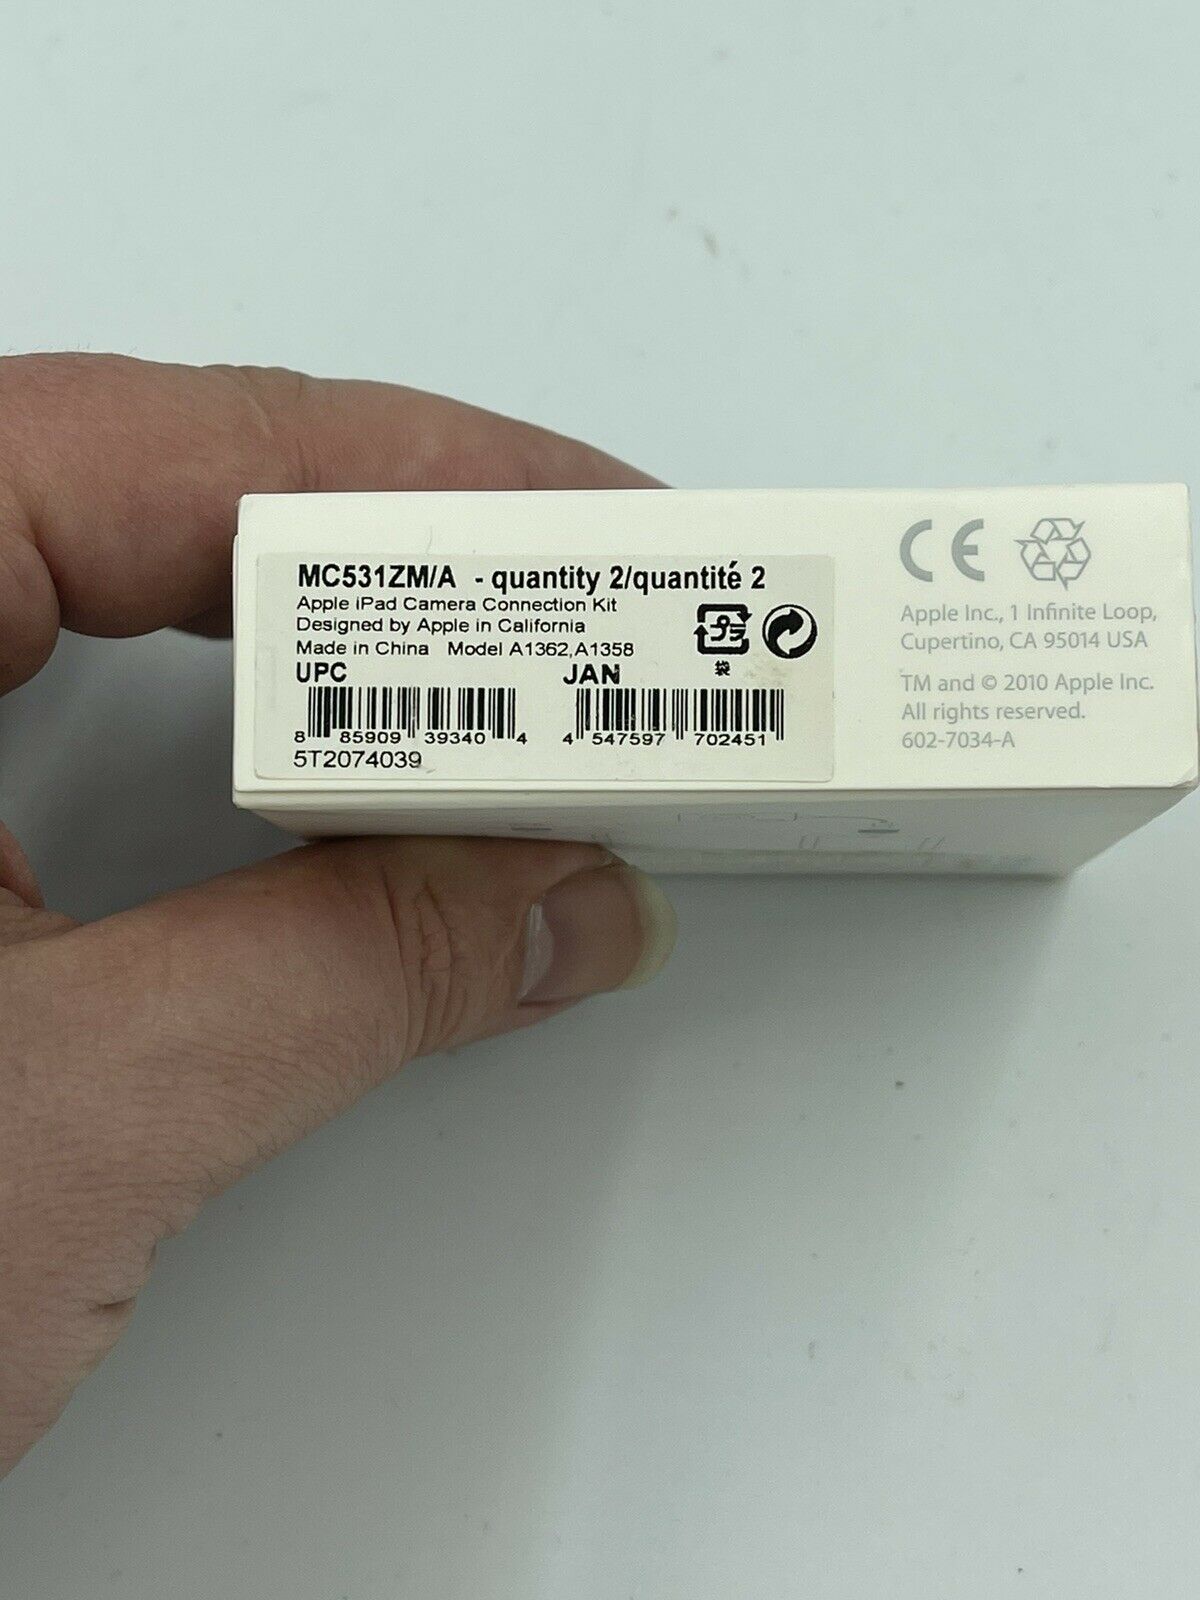 MC531ZM/A - quantity 2/quantité 2
Apple iPad Camera Connection Kit
Designed by Apple in California
Made in China Model A1362,A1358
プラ
袋
UPC JAN
8 85909 39340 4 4 547597 702451
5T2074039
CE
Apple Inc., 1 Infinite Loop,
Cupertino, CA 95014 USA
TM and © 2010 Apple Inc.
All rights reserved.
602-7034-A